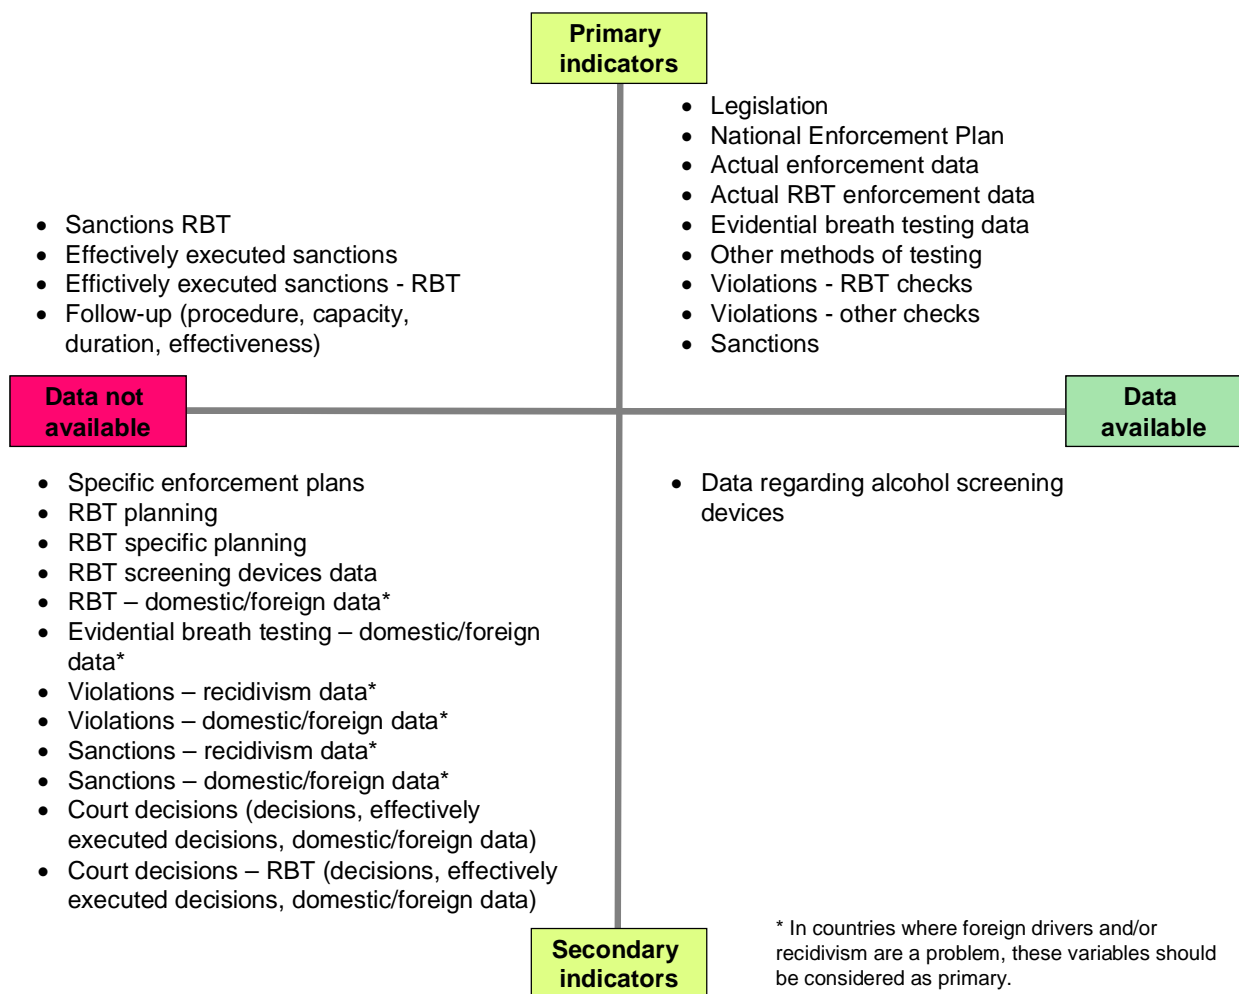 Primary
indicators
• Legislation
• National Enforcement Plan
• Actual enforcement data
• Actual RBT enforcement data
• Evidential breath testing data
• Other methods of testing
• Violations - RBT checks
• Violations - other checks
• Sanctions
• Sanctions RBT
• Effectively executed sanctions
• Effictively executed sanctions - RBT
• Follow-up (procedure, capacity,
duration, effectiveness)
Data not
available
Data
available
• Specific enforcement plans
• RBT planning
• RBT specific planning
• RBT screening devices data
• RBT – domestic/foreign data*
• Evidential breath testing – domestic/foreign
data*
• Violations – recidivism data*
• Violations – domestic/foreign data*
• Sanctions – recidivism data*
• Sanctions – domestic/foreign data*
• Court decisions (decisions, effectively
executed decisions, domestic/foreign data)
• Court decisions – RBT (decisions, effectively
executed decisions, domestic/foreign data)
• Data regarding alcohol screening
devices
Secondary
indicators
* In countries where foreign drivers and/or
recidivism are a problem, these variables should
be considered as primary.